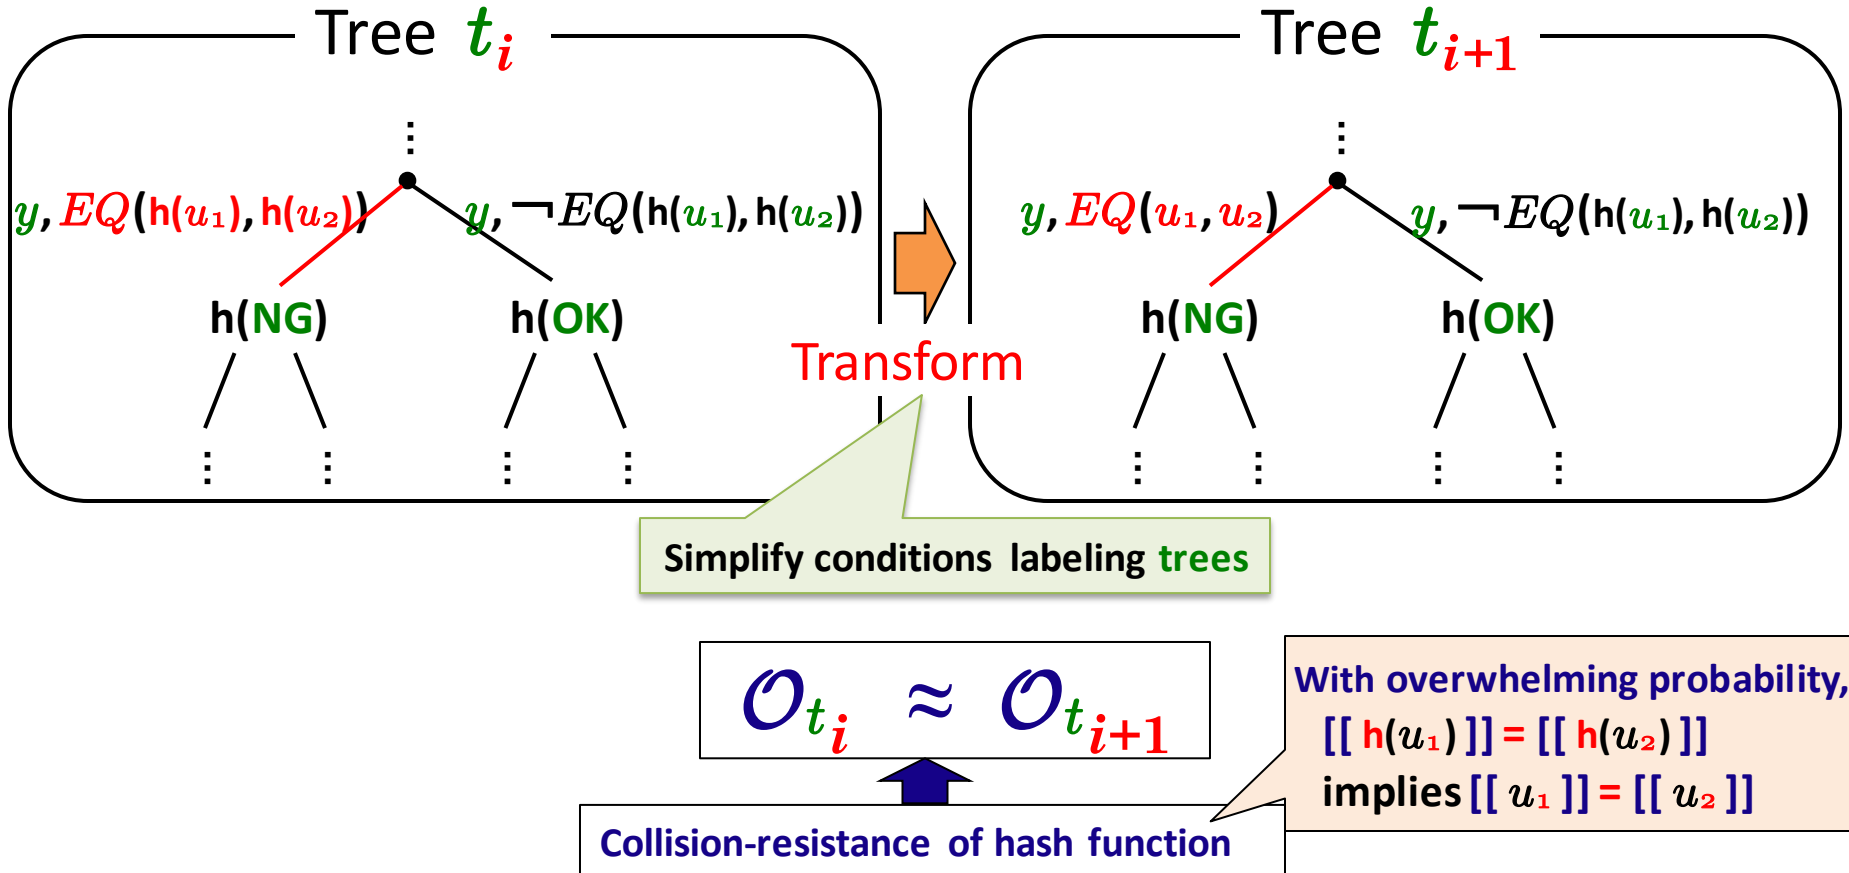 Tree t_i
Tree t_{i+1}
⋮
⋮
y, EQ(h(u₁), h(u₂))
y, ¬EQ(h(u₁), h(u₂))
y, EQ(u₁, u₂)
y, ¬EQ(h(u₁), h(u₂))
h(NG)
h(OK)
h(NG)
h(OK)
Transform
⋮ ⋮ ⋮ ⋮
⋮ ⋮ ⋮ ⋮
Simplify conditions labeling trees
𝒪_{t_i} ≈ 𝒪_{t_{i+1}}
With overwhelming probability,
[[ h(u₁) ]] = [[ h(u₂) ]]
implies [[ u₁ ]] = [[ u₂ ]]
Collision-resistance of hash function